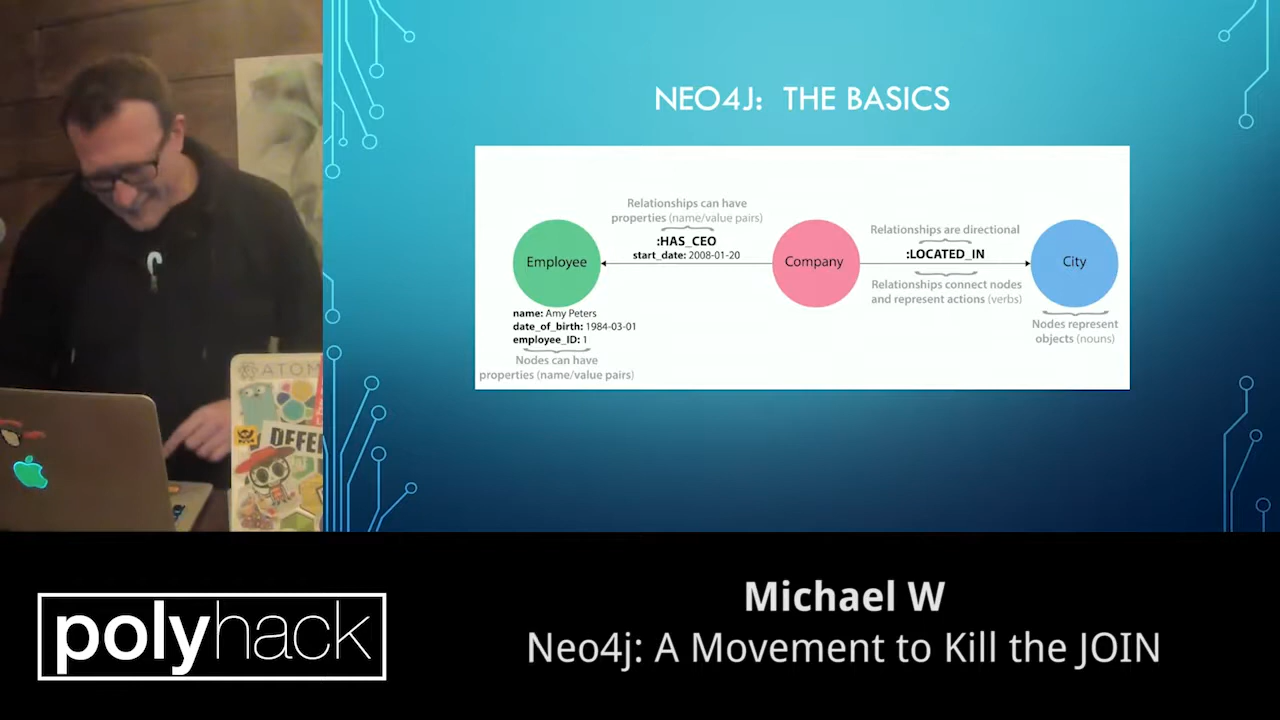 NEO4J: THE BASICS
Relationships can have
properties (name/value pairs)
:HAS_CEO
start_date: 2008-01-20
Relationships are directional
:LOCATED_IN
Relationships connect nodes
and represent actions (verbs)
Employee
Company
City
name: Amy Peters
date_of_birth: 1984-03-01
employee_ID: 1
Nodes can have
properties (name/value pairs)
Nodes represent
objects (nouns)
ATOM
DEFE
polyhack
Michael W
Neo4j: A Movement to Kill the JOIN